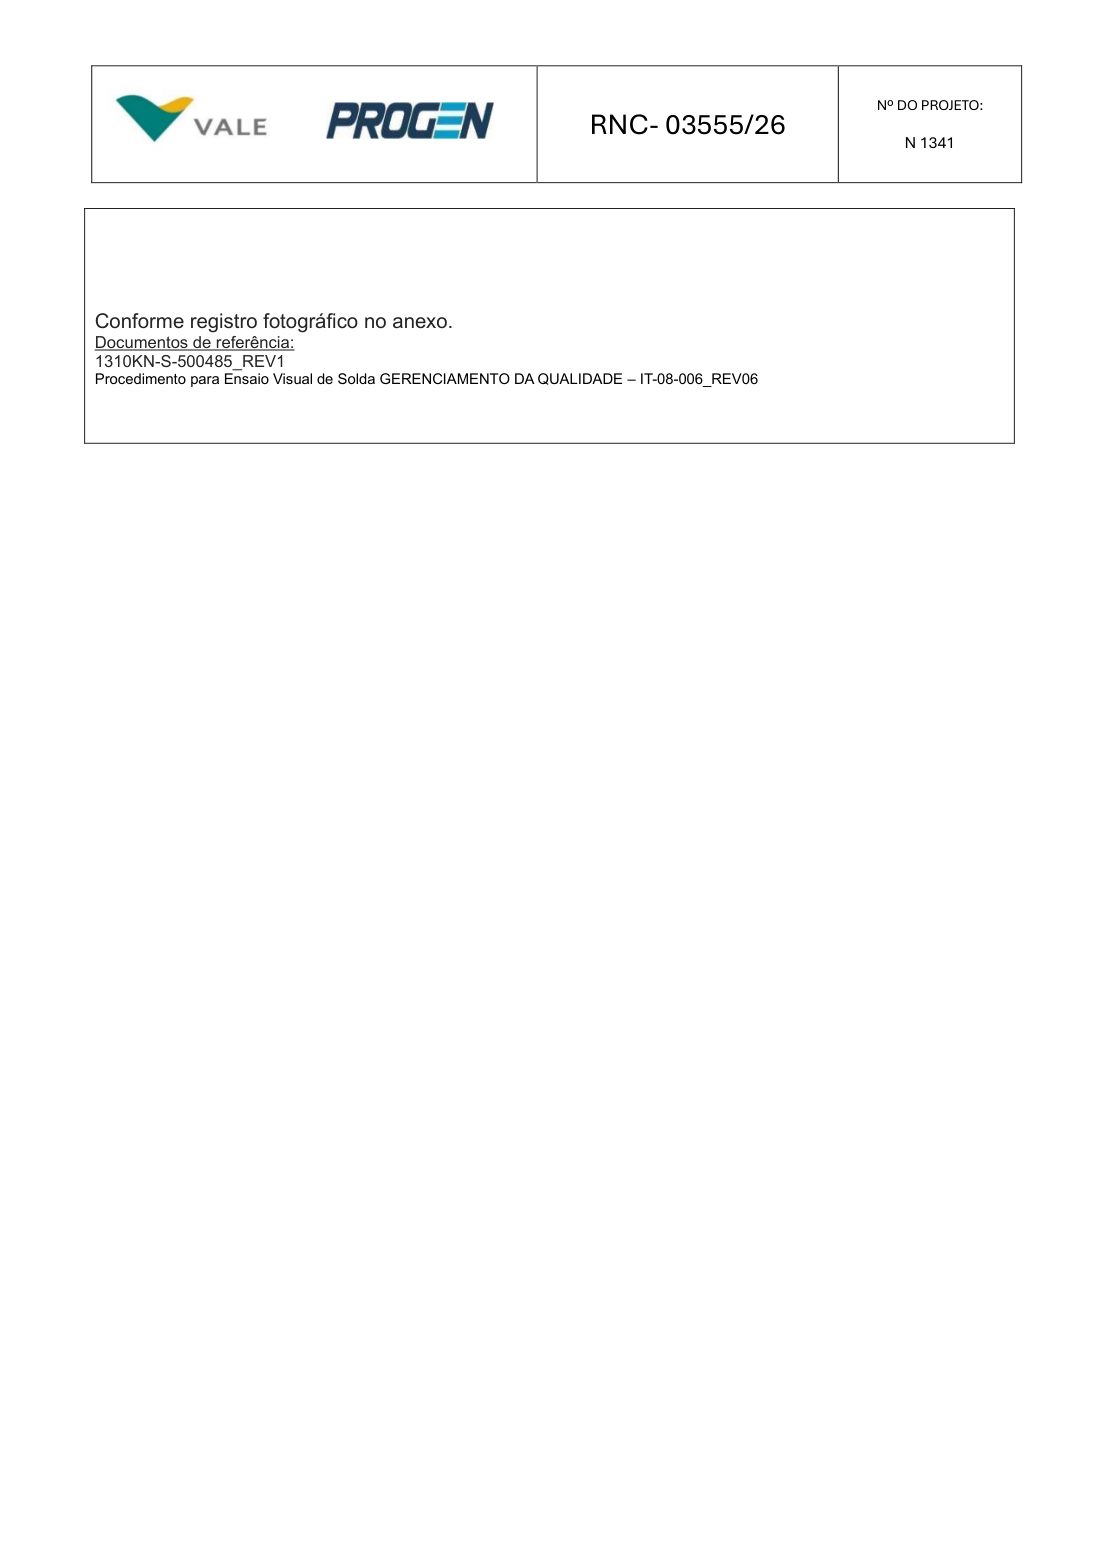 VALE
PROGEN
RNC- 03555/26
Nº DO PROJETO:
N 1341
Conforme registro fotográfico no anexo.
Documentos de referência:
1310KN-S-500485_REV1
Procedimento para Ensaio Visual de Solda GERENCIAMENTO DA QUALIDADE – IT-08-006_REV06